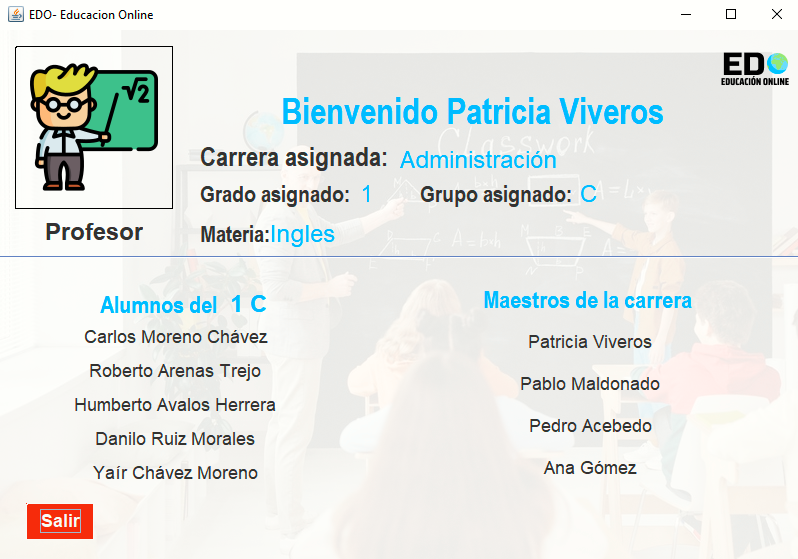 EDO- Educacion Online
√2
EDO
EDUCACIÓN ONLINE
Bienvenido Patricia Viveros
Classwork
Carrera asignada: Administración
Grado asignado: 1 Grupo asignado: C
Profesor
Materia:Ingles
Alumnos del 1 C
Carlos Moreno Chávez
Roberto Arenas Trejo
Humberto Avalos Herrera
Danilo Ruiz Morales
Yaír Chávez Moreno
Maestros de la carrera
Patricia Viveros
Pablo Maldonado
Pedro Acebedo
Ana Gómez
Salir